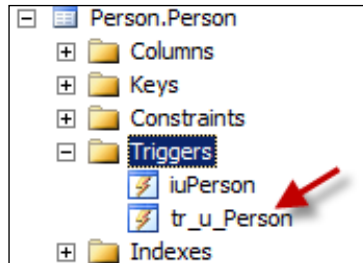 Person.Person
Columns
Keys
Constraints
Triggers
iuPerson
tr_u_Person
Indexes